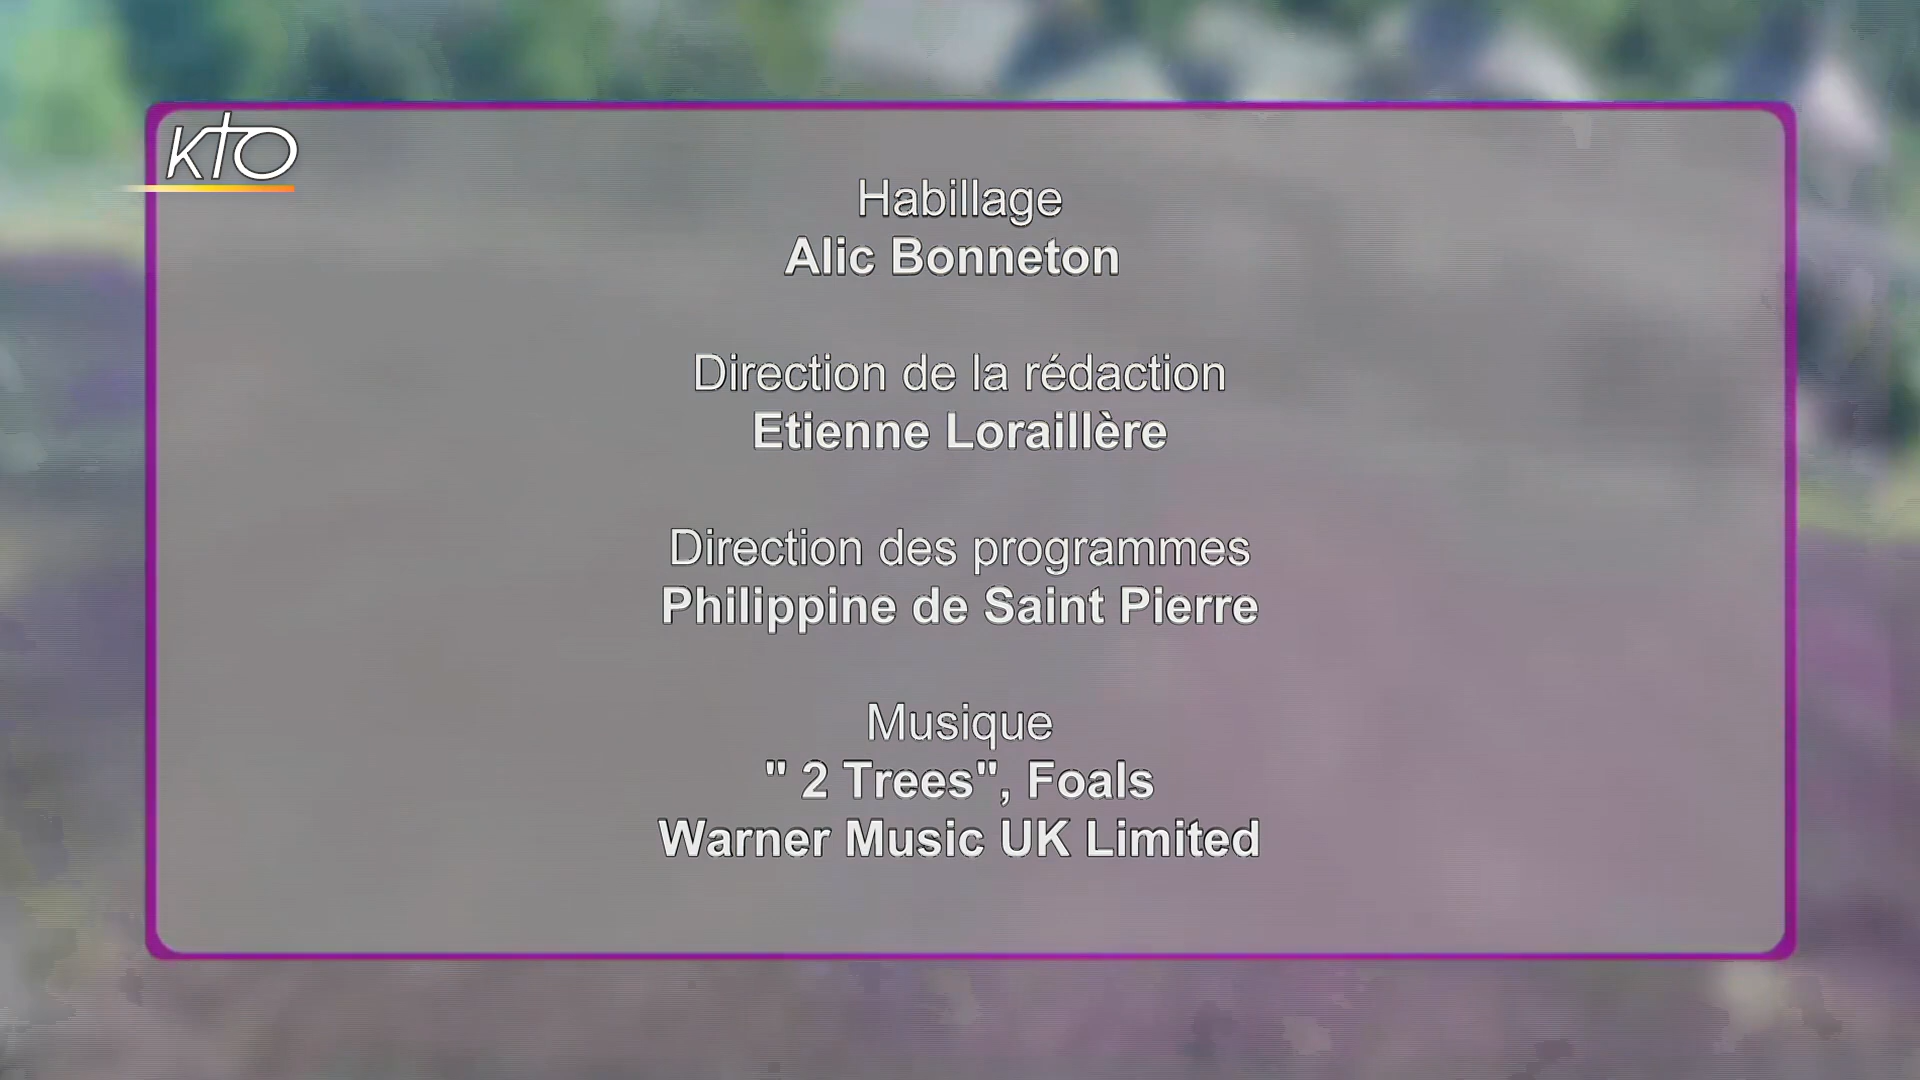 KTO
Habillage
Alic Bonneton
Direction de la rédaction
Etienne Loraillère
Direction des programmes
Philippine de Saint Pierre
Musique
" 2 Trees", Foals
Warner Music UK Limited